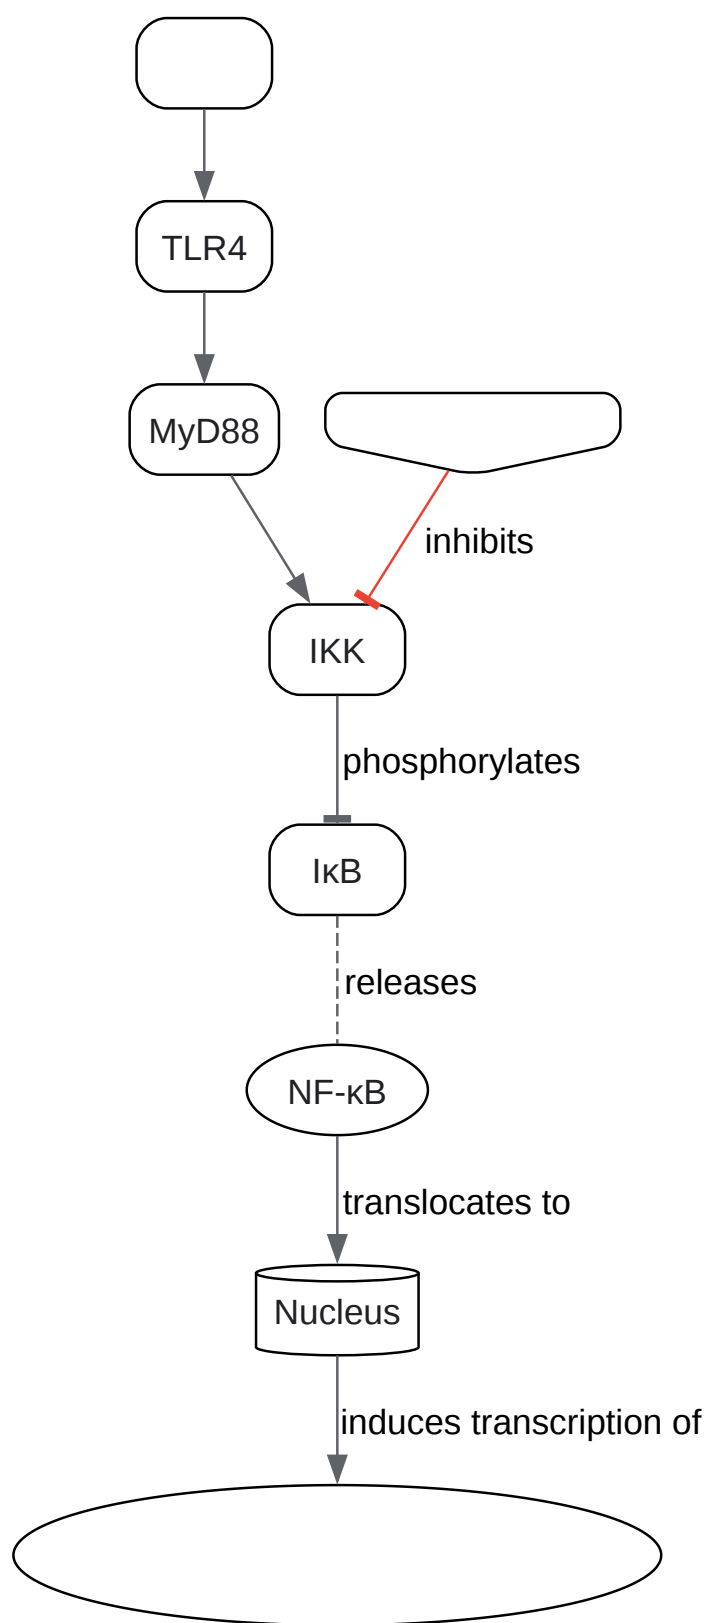 TLR4
MyD88
inhibits
IKK
phosphorylates
IκB
releases
NF-κB
translocates to
Nucleus
induces transcription of